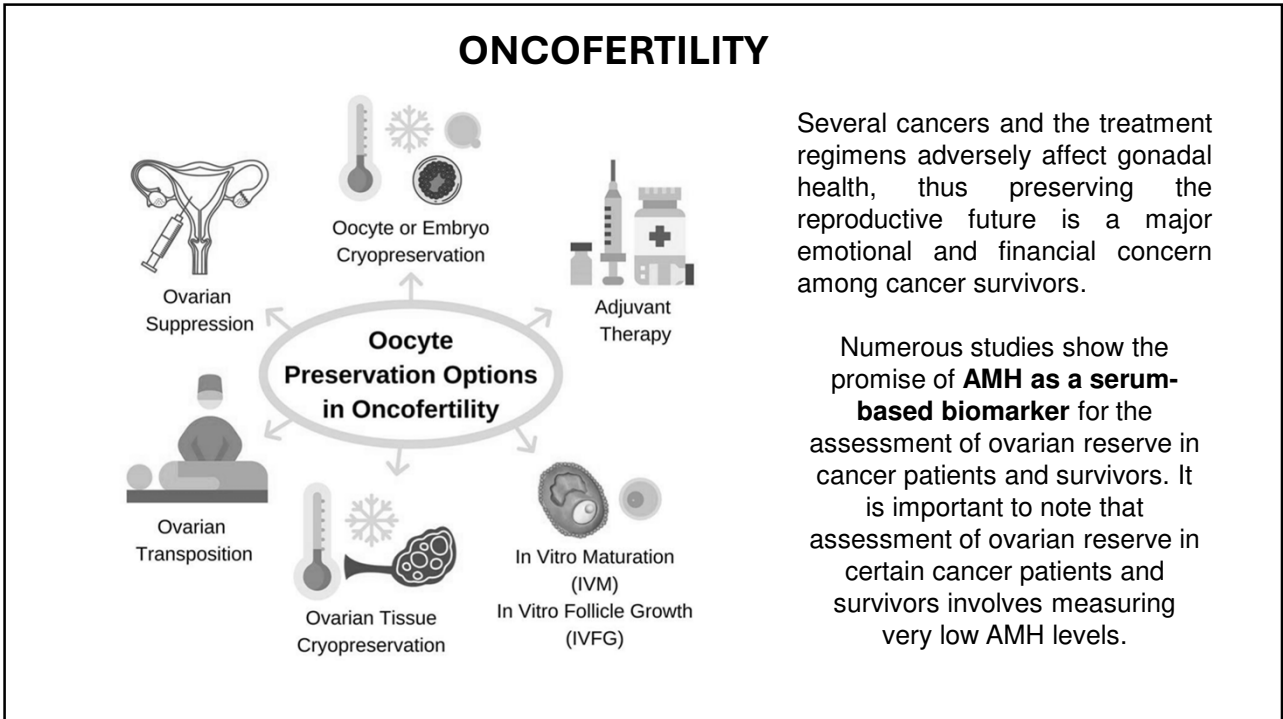 ONCOFERTILITY
Oocyte or Embryo
Cryopreservation
Ovarian
Suppression
Adjuvant
Therapy
Oocyte
Preservation Options
in Oncofertility
Ovarian
Transposition
Ovarian Tissue
Cryopreservation
In Vitro Maturation
(IVM)
In Vitro Follicle Growth
(IVFG)
Several cancers and the treatment
regimens adversely affect gonadal
health, thus preserving the
reproductive future is a major
emotional and financial concern
among cancer survivors.
Numerous studies show the
promise of AMH as a serum-
based biomarker for the
assessment of ovarian reserve in
cancer patients and survivors. It
is important to note that
assessment of ovarian reserve in
certain cancer patients and
survivors involves measuring
very low AMH levels.